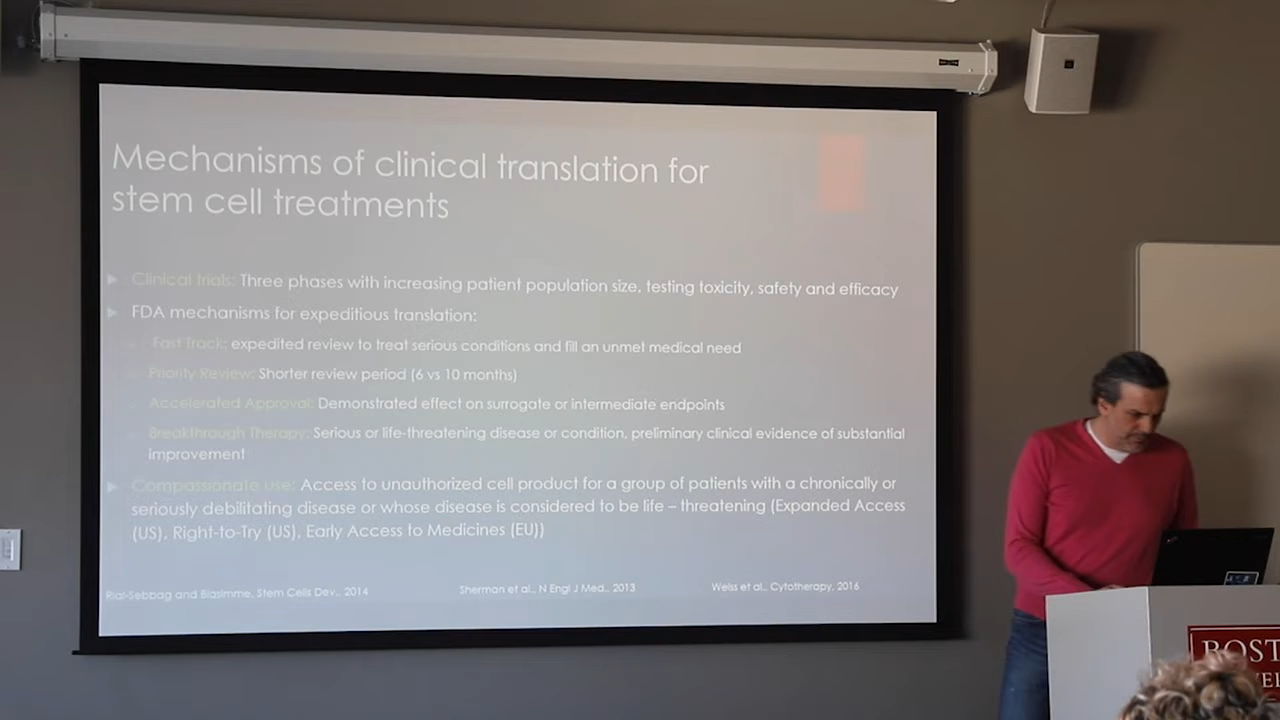 Mechanisms of clinical translation for
stem cell treatments
Clinical trials: Three phases with increasing patient population size, testing toxicity, safety and efficacy
FDA mechanisms for expeditious translation:
Fast Track: expedited review to treat serious conditions and fill an unmet medical need
Priority Review: Shorter review period (6 vs 10 months)
Accelerated Approval: Demonstrated effect on surrogate or intermediate endpoints
Breakthrough Therapy: Serious or life-threatening disease or condition, preliminary clinical evidence of substantial
improvement
Compassionate use: Access to unauthorized cell product for a group of patients with a chronically or
seriously debilitating disease or whose disease is considered to be life – threatening (Expanded Access
(US), Right-to-Try (US), Early Access to Medicines (EU))
Rial-Sebbag and Blasimme, Stem Cells Dev., 2014
Sherman et al., N Engl J Med., 2013
Weiss et al., Cytotherapy, 2016
BOST